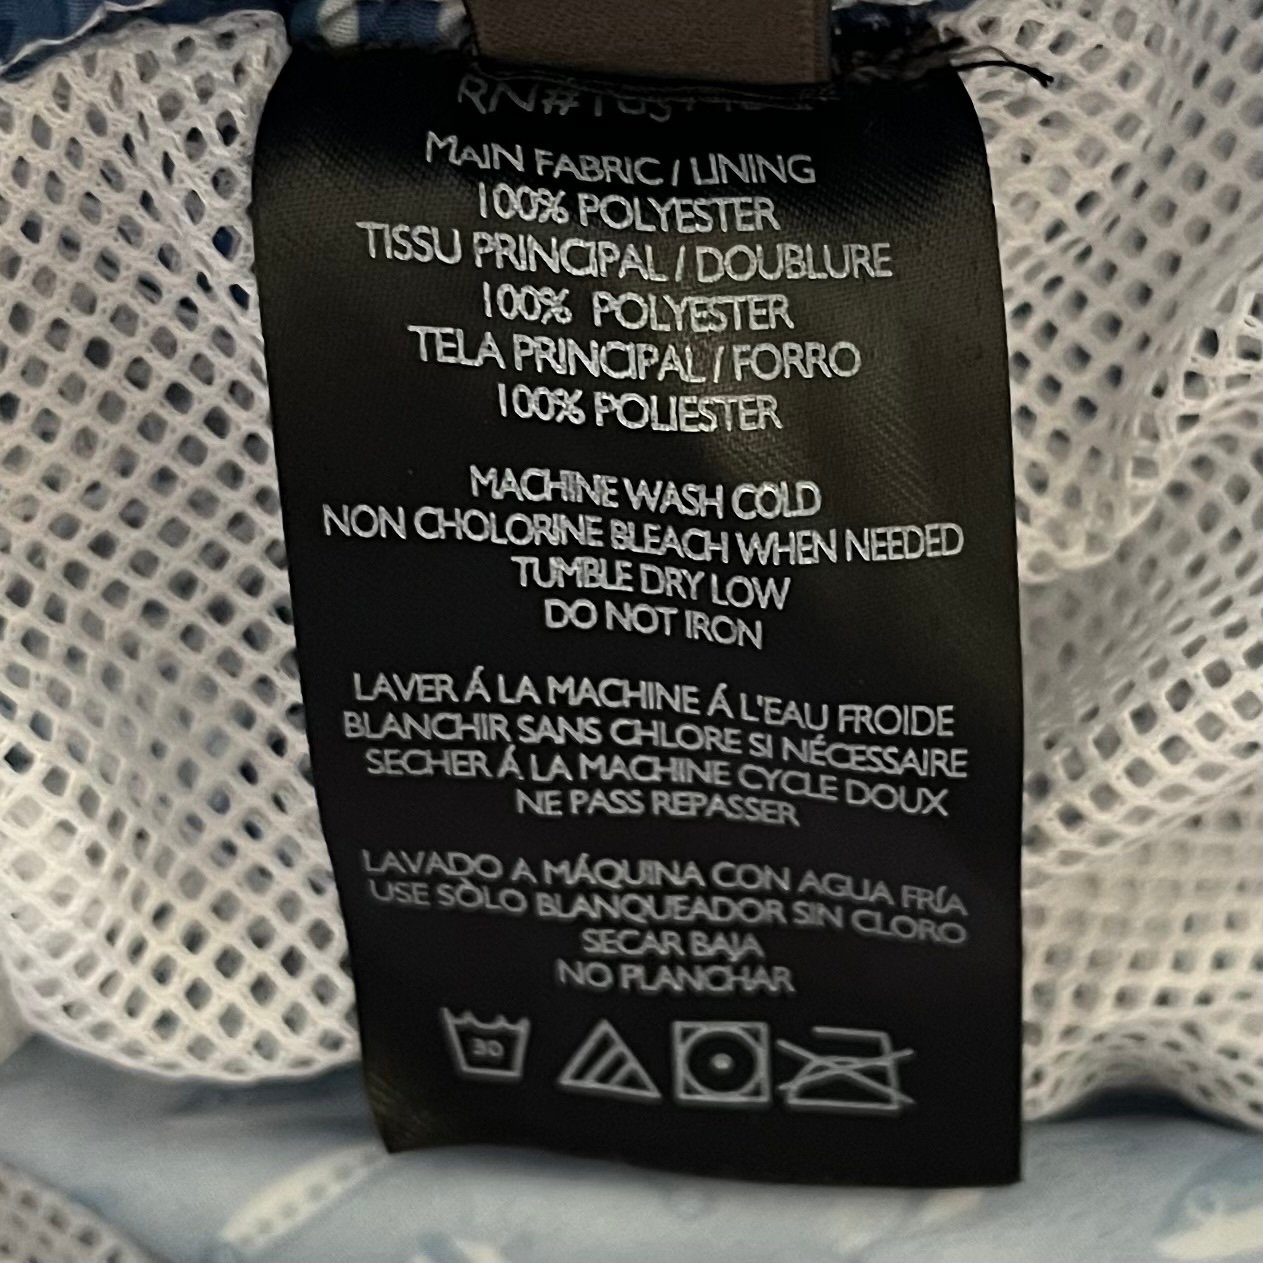 MAIN FABRIC / LINING
100% POLYESTER
TISSU PRINCIPAL / DOUBLURE
100% POLYESTER
TELA PRINCIPAL / FORRO
100% POLIESTER
MACHINE WASH COLD
NON CHOLORINE BLEACH WHEN NEEDED
TUMBLE DRY LOW
DO NOT IRON
LAVER Á LA MACHINE Á L'EAU FROIDE
BLANCHIR SANS CHLORE SI NÉCESSAIRE
SECHER Á LA MACHINE CYCLE DOUX
NE PASS REPASSER
LAVADO A MÁQUINA CON AGUA FRÍA
USE SÒLO BLANQUEADOR SIN CLORO
SECAR BAJA
NO PLANCHAR
30